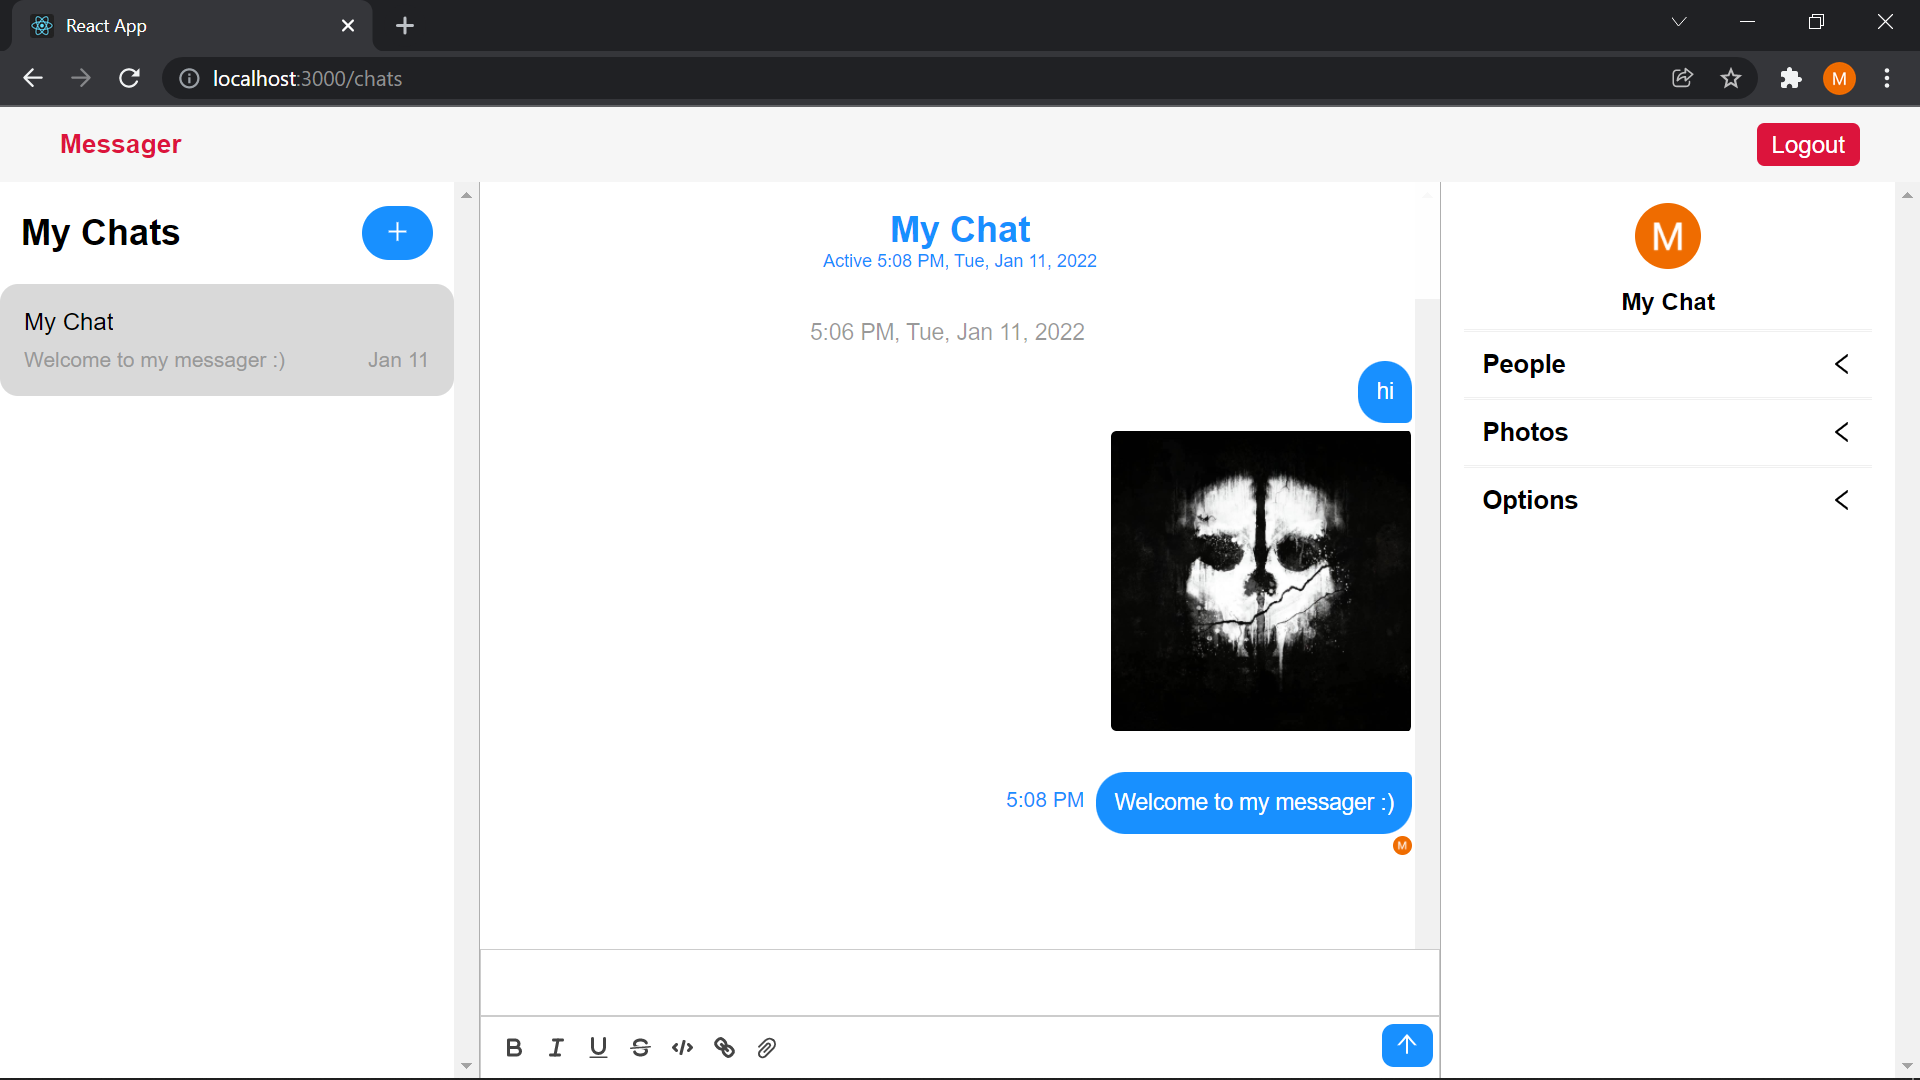 React App
localhost:3000/chats
M
Messager
Logout
My Chats
+
My Chat
Welcome to my messager :)
Jan 11
My Chat
Active 5:08 PM, Tue, Jan 11, 2022
5:06 PM, Tue, Jan 11, 2022
hi
5:08 PM
Welcome to my messager :)
M
B I U S </>
M
My Chat
People <
Photos <
Options <